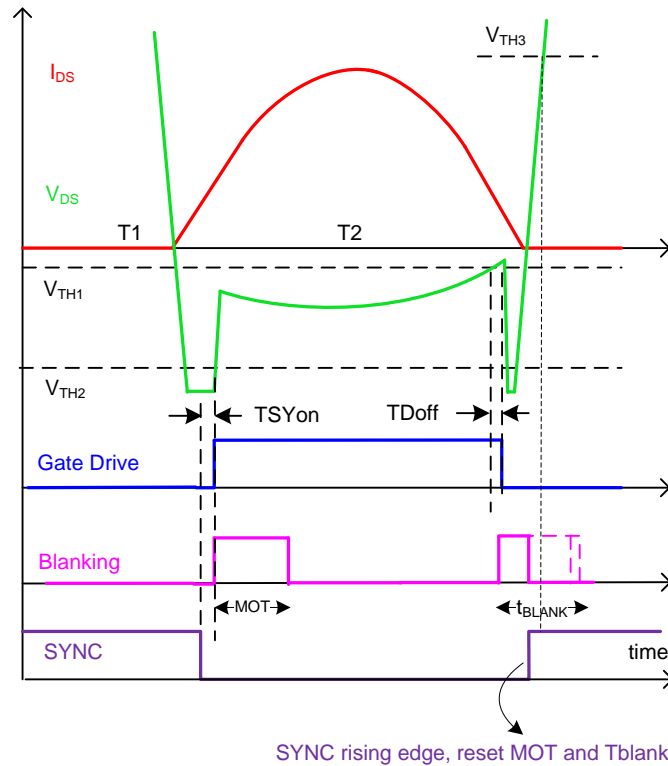 V_TH3
I_DS
V_DS
T1
T2
V_TH1
V_TH2
TSYon
TDoff
Gate Drive
Blanking
MOT
t_BLANK
SYNC
time
SYNC rising edge, reset MOT and Tblank